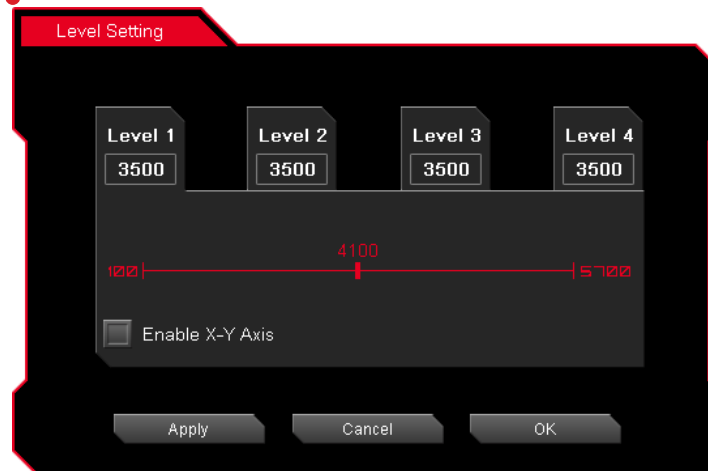 Level Setting
Level 1 Level 2 Level 3 Level 4
3500 3500 3500 3500
4100
100 5700
Enable X-Y Axis
Apply Cancel OK